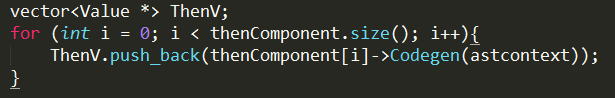 vector<Value *> ThenV;
for (int i = 0; i < thenComponent.size(); i++){
    ThenV.push_back(thenComponent[i]->Codegen(astcontext));
}